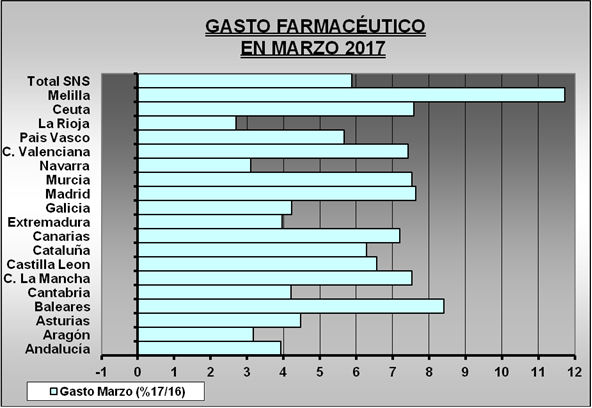 GASTO FARMACÉUTICO
EN MARZO 2017
Total SNS
Melilla
Ceuta
La Rioja
Pais Vasco
C. Valenciana
Navarra
Murcia
Madrid
Galicia
Extremadura
Canarias
Cataluña
Castilla Leon
C. La Mancha
Cantabria
Baleares
Asturias
Aragón
Andalucía
-1 0 1 2 3 4 5 6 7 8 9 10 11 12
Gasto Marzo (%17/16)